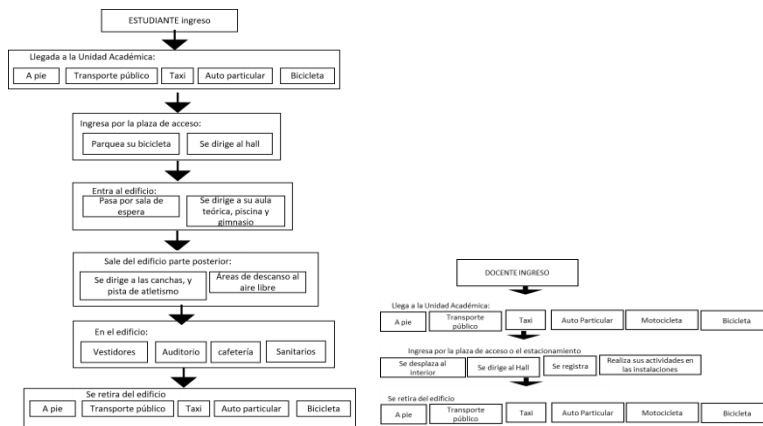 ESTUDIANTE ingreso
Llegada a la Unidad Académica:
A pie
Transporte público
Taxi
Auto particular
Bicicleta
Ingresa por la plaza de acceso:
Parquea su bicicleta
Se dirige al hall
Entra al edificio:
Pasa por sala de
espera
Se dirige a su aula
teórica, piscina y
gimnasio
Sale del edificio parte posterior:
Se dirige a las canchas, y
pista de atletismo
Áreas de descanso al
aire libre
En el edificio:
Vestidores
Auditorio
cafetería
Sanitarios
Se retira del edificio
A pie
Transporte público
Taxi
Auto particular
Bicicleta
DOCENTE INGRESO
Llega a la Unidad Académica:
A pie
Transporte
público
Taxi
Auto Particular
Motocicleta
Bicicleta
Ingresa por la plaza de acceso o el estacionamiento
Se desplaza al
interior
Se dirige al Hall
Se registra
Realiza sus actividades en
las instalaciones
Se retira del edificio
A pie
Transporte
público
Taxi
Auto Particular
Motocicleta
Bicicleta